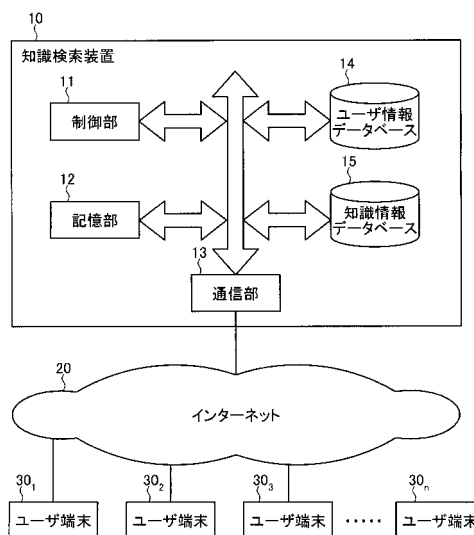 10
知識検索装置
11
制御部
14
ユーザ情報
データベース
12
記憶部
15
知識情報
データベース
13
通信部
20
インターネット
30₁
ユーザ端末
30₂
ユーザ端末
30₃
ユーザ端末
‥‥‥
30ₙ
ユーザ端末